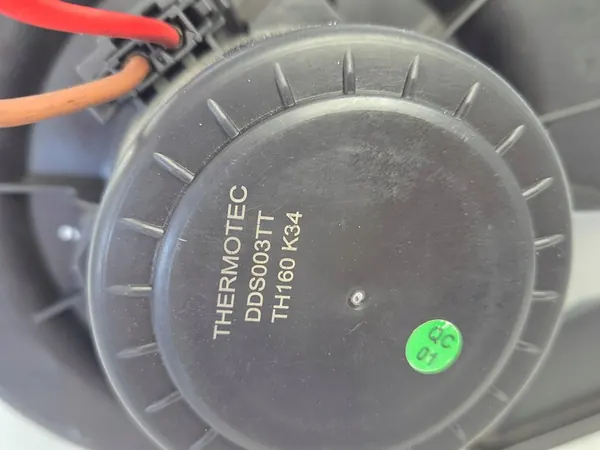 THERMOTEC
DDS003TT
TH160 K34
QC
01